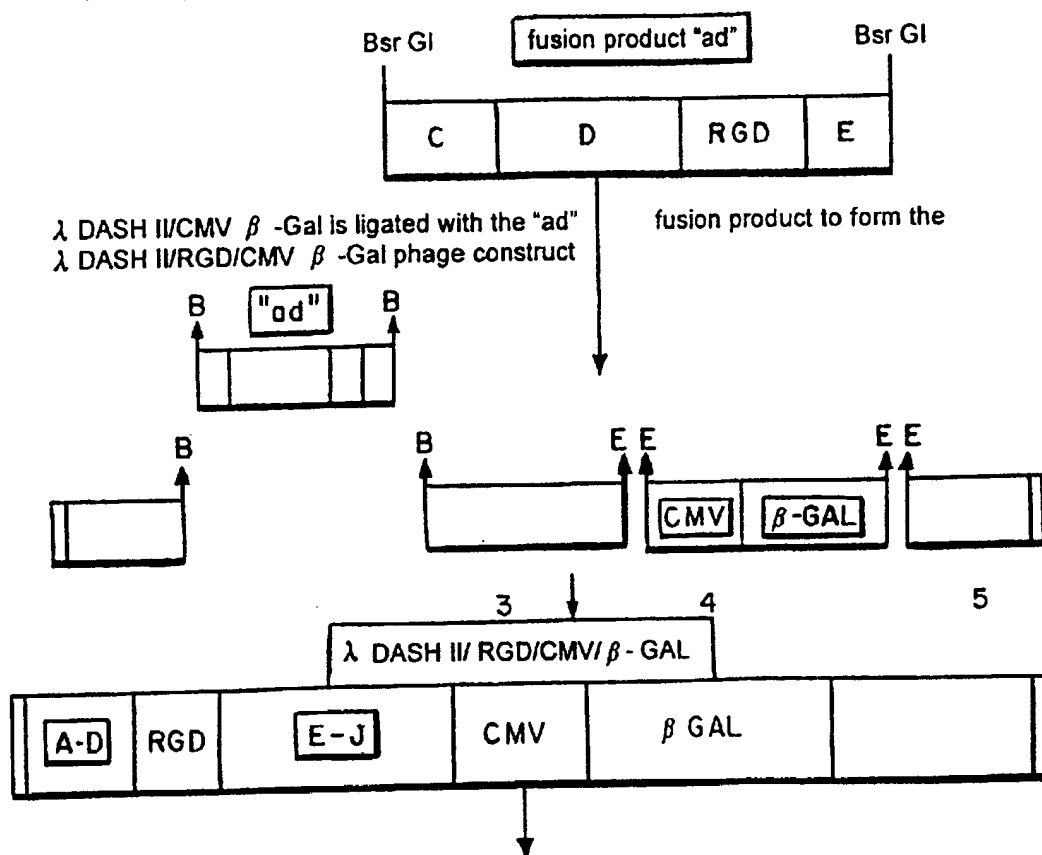 Bsr GI fusion product "ad" Bsr GI
C D RGD E
λ DASH II/CMV β -Gal is ligated with the "ad" fusion product to form the
λ DASH II/RGD/CMV β -Gal phage construct
B "ad" B
B B E E E E
CMV β-GAL
3 4 5
λ DASH II/ RGD/CMV/ β - GAL
A-D RGD E-J CMV β GAL